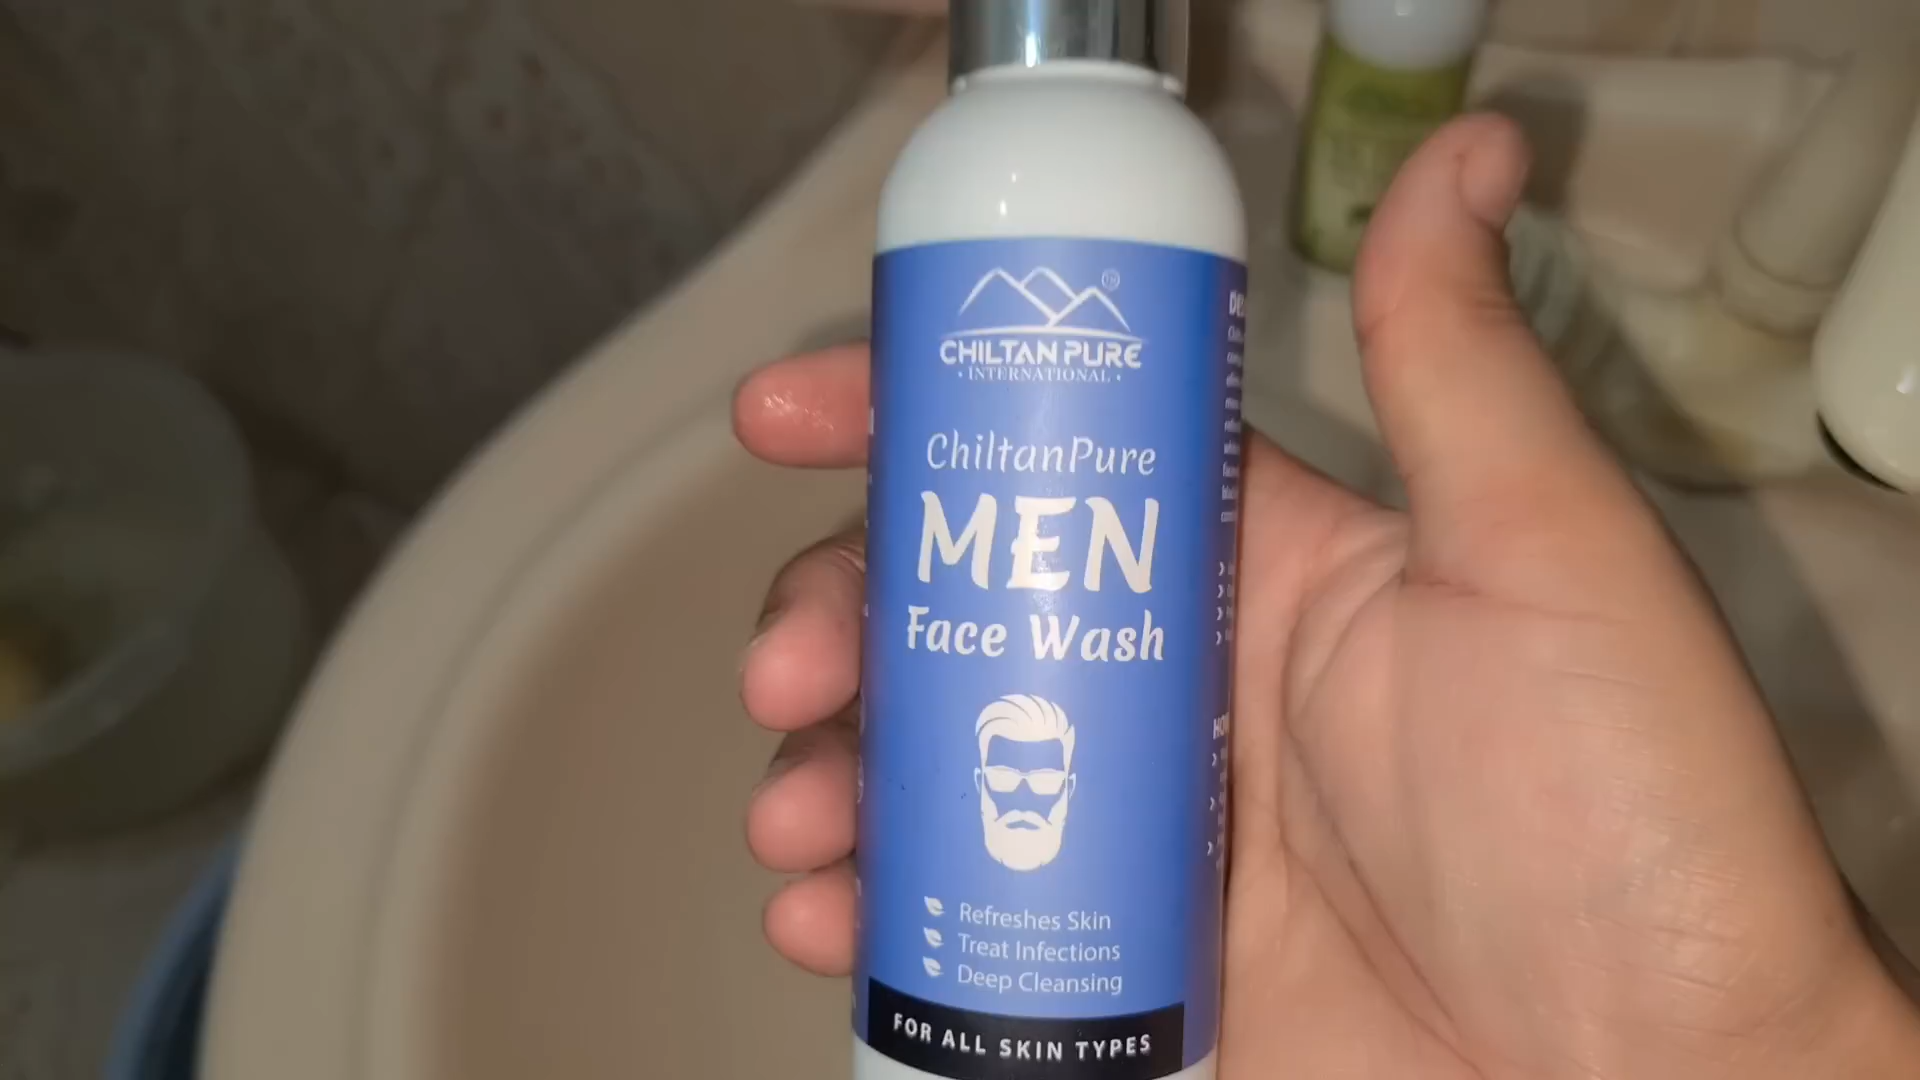 CHILTAN PURE
· INTERNATIONAL ·
ChiltanPure
MEN
Face Wash
Refreshes Skin
Treat Infections
Deep Cleansing
FOR ALL SKIN TYPES